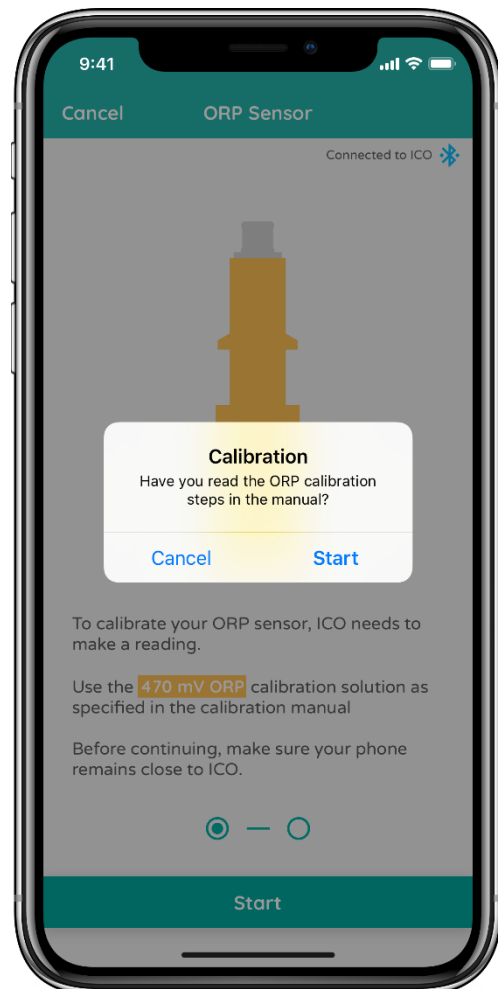 9:41
Cancel ORP Sensor
Connected to ICO
Calibration
Have you read the ORP calibration
steps in the manual?
Cancel Start
To calibrate your ORP sensor, ICO needs to
make a reading.
Use the 470 mV ORP calibration solution as
specified in the calibration manual
Before continuing, make sure your phone
remains close to ICO.
Start